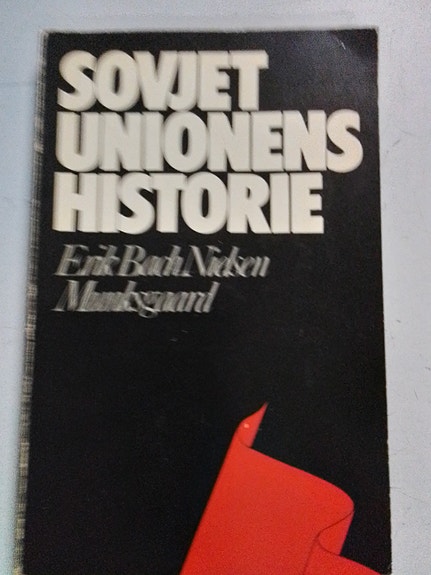 SOVJET
UNIONENS
HISTORIE
Erik Bach Nielsen
Munksgaard